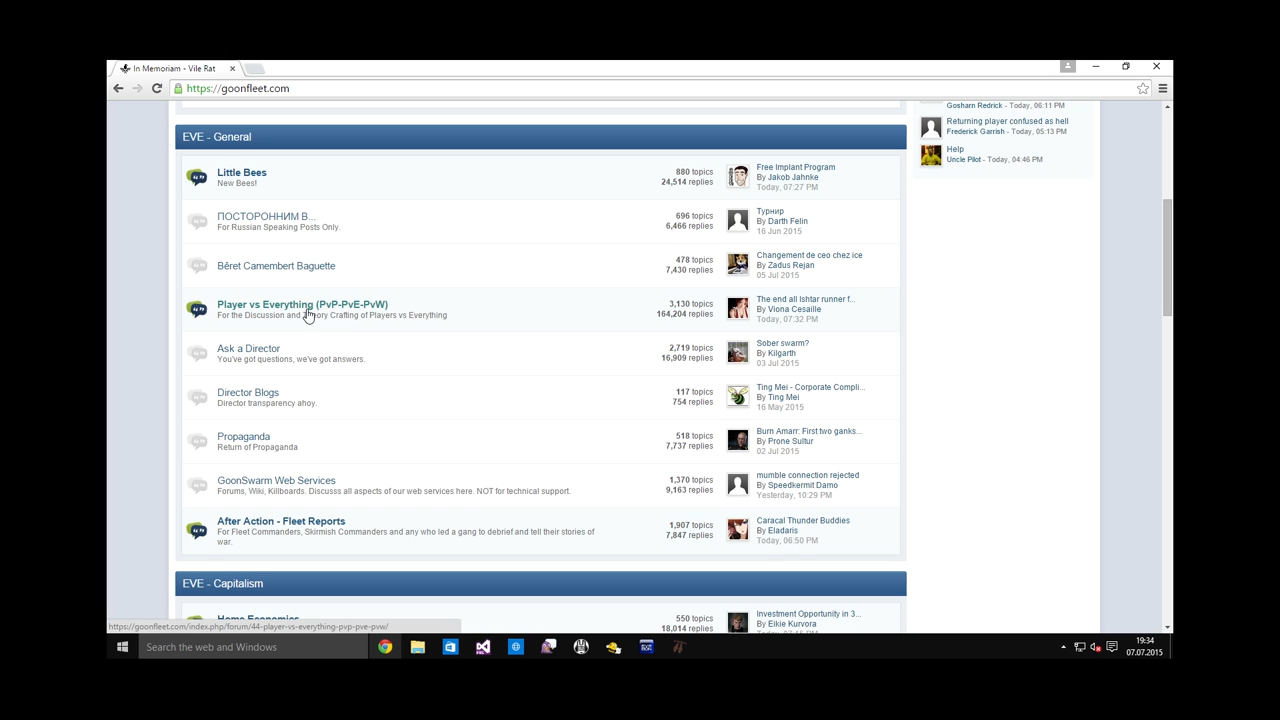 In Memoriam - Vile Rat
https://goonfleet.com
Gosharn Redrick - Today, 06:11 PM
Returning player confused as hell
Frederick Garrish - Today, 05:13 PM
Help
Uncle Pilot - Today, 04:46 PM
EVE - General
Little Bees
New Bees!
880 topics
24,514 replies
Free Implant Program
By Jakob Jahnke
Today, 07:27 PM
ПОСТОРОННИМ В...
For Russian Speaking Posts Only.
696 topics
6,466 replies
Турнир
By Darth Felin
16 Jun 2015
Bêret Camembert Baguette
478 topics
7,430 replies
Changement de ceo chez ice
By Zadus Rejan
05 Jul 2015
Player vs Everything (PvP-PvE-PvW)
For the Discussion and ory Crafting of Players vs Everything
3,130 topics
164,204 replies
The end all Ishtar runner f...
By Viona Cesaille
Today, 07:32 PM
Ask a Director
You've got questions, we've got answers.
2,719 topics
16,909 replies
Sober swarm?
By Kilgarth
03 Jul 2015
Director Blogs
Director transparency ahoy.
117 topics
754 replies
Ting Mei - Corporate Compli...
By Ting Mei
16 May 2015
Propaganda
Return of Propaganda
518 topics
7,737 replies
Burn Amarr: First two ganks...
By Prone Sultur
02 Jul 2015
GoonSwarm Web Services
Forums, Wiki, Killboards. Discusss all aspects of our web services here. NOT for technical support.
1,370 topics
9,163 replies
mumble connection rejected
By Speedkermit Damo
Yesterday, 10:29 PM
After Action - Fleet Reports
For Fleet Commanders, Skirmish Commanders and any who led a gang to debrief and tell their stories of
war.
1,907 topics
7,847 replies
Caracal Thunder Buddies
By Eladaris
Today, 06:50 PM
EVE - Capitalism
Home Economics
550 topics
18,014 replies
Investment Opportunity in 3...
By Eikie Kurvora
https://goonfleet.com/index.php/forum/44-player-vs-everything-pvp-pve-pvw/
Search the web and Windows
19:34
07.07.2015